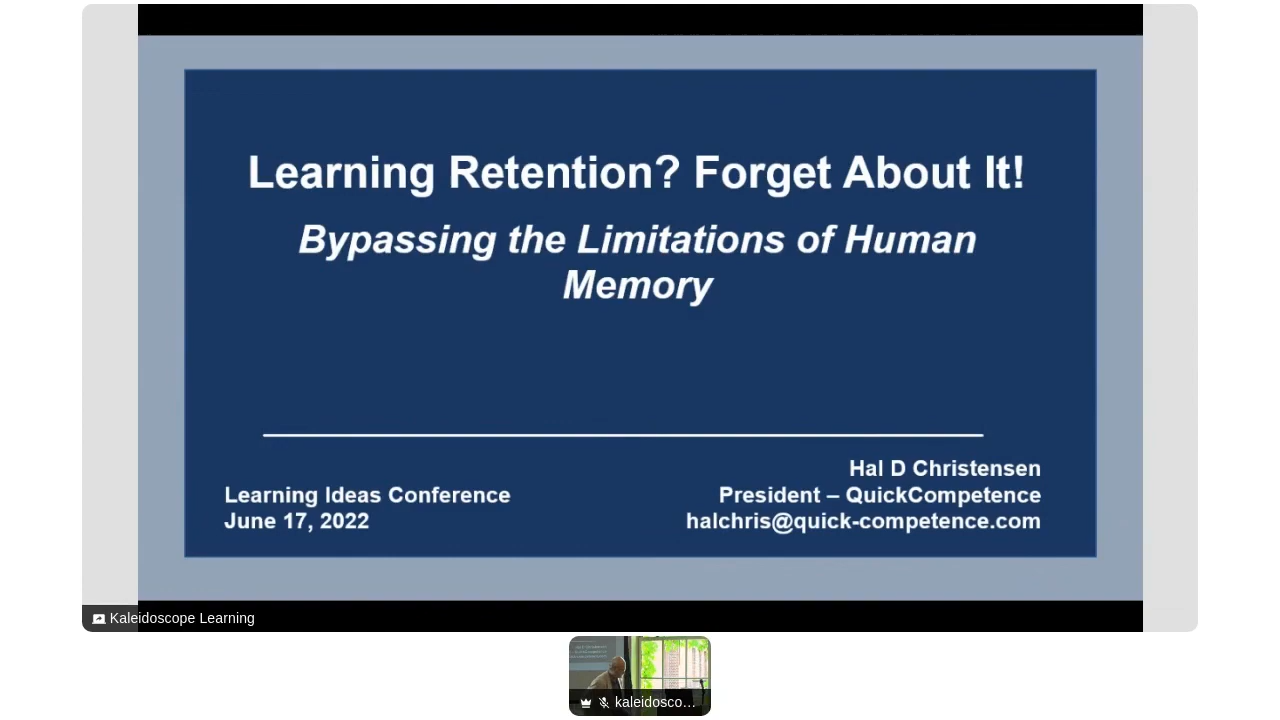 Learning Retention? Forget About It!
Bypassing the Limitations of Human
Memory
Hal D Christensen
Learning Ideas Conference
President – QuickCompetence
June 17, 2022
halchris@quick-competence.com
Kaleidoscope Learning
kaleidosco…